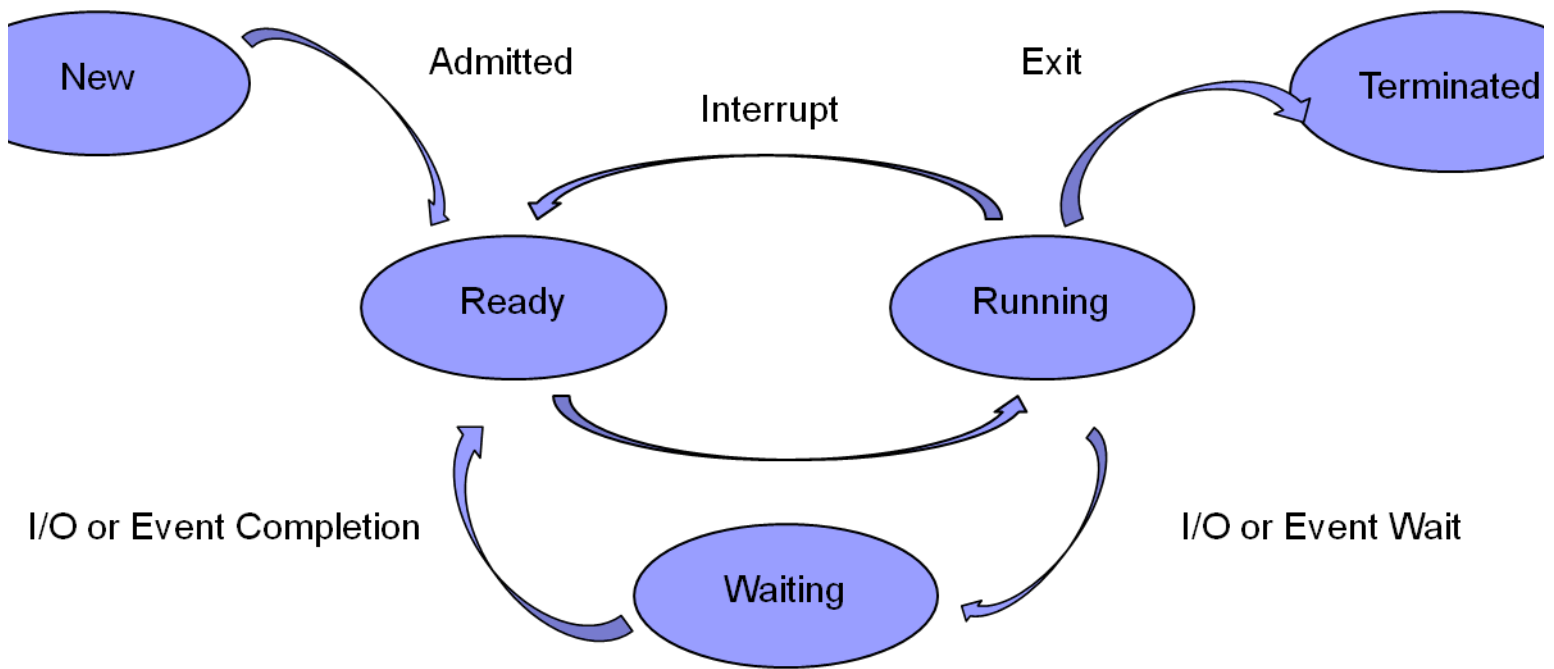 New
Admitted
Exit
Terminated
Interrupt
Ready
Running
I/O or Event Completion
I/O or Event Wait
Waiting